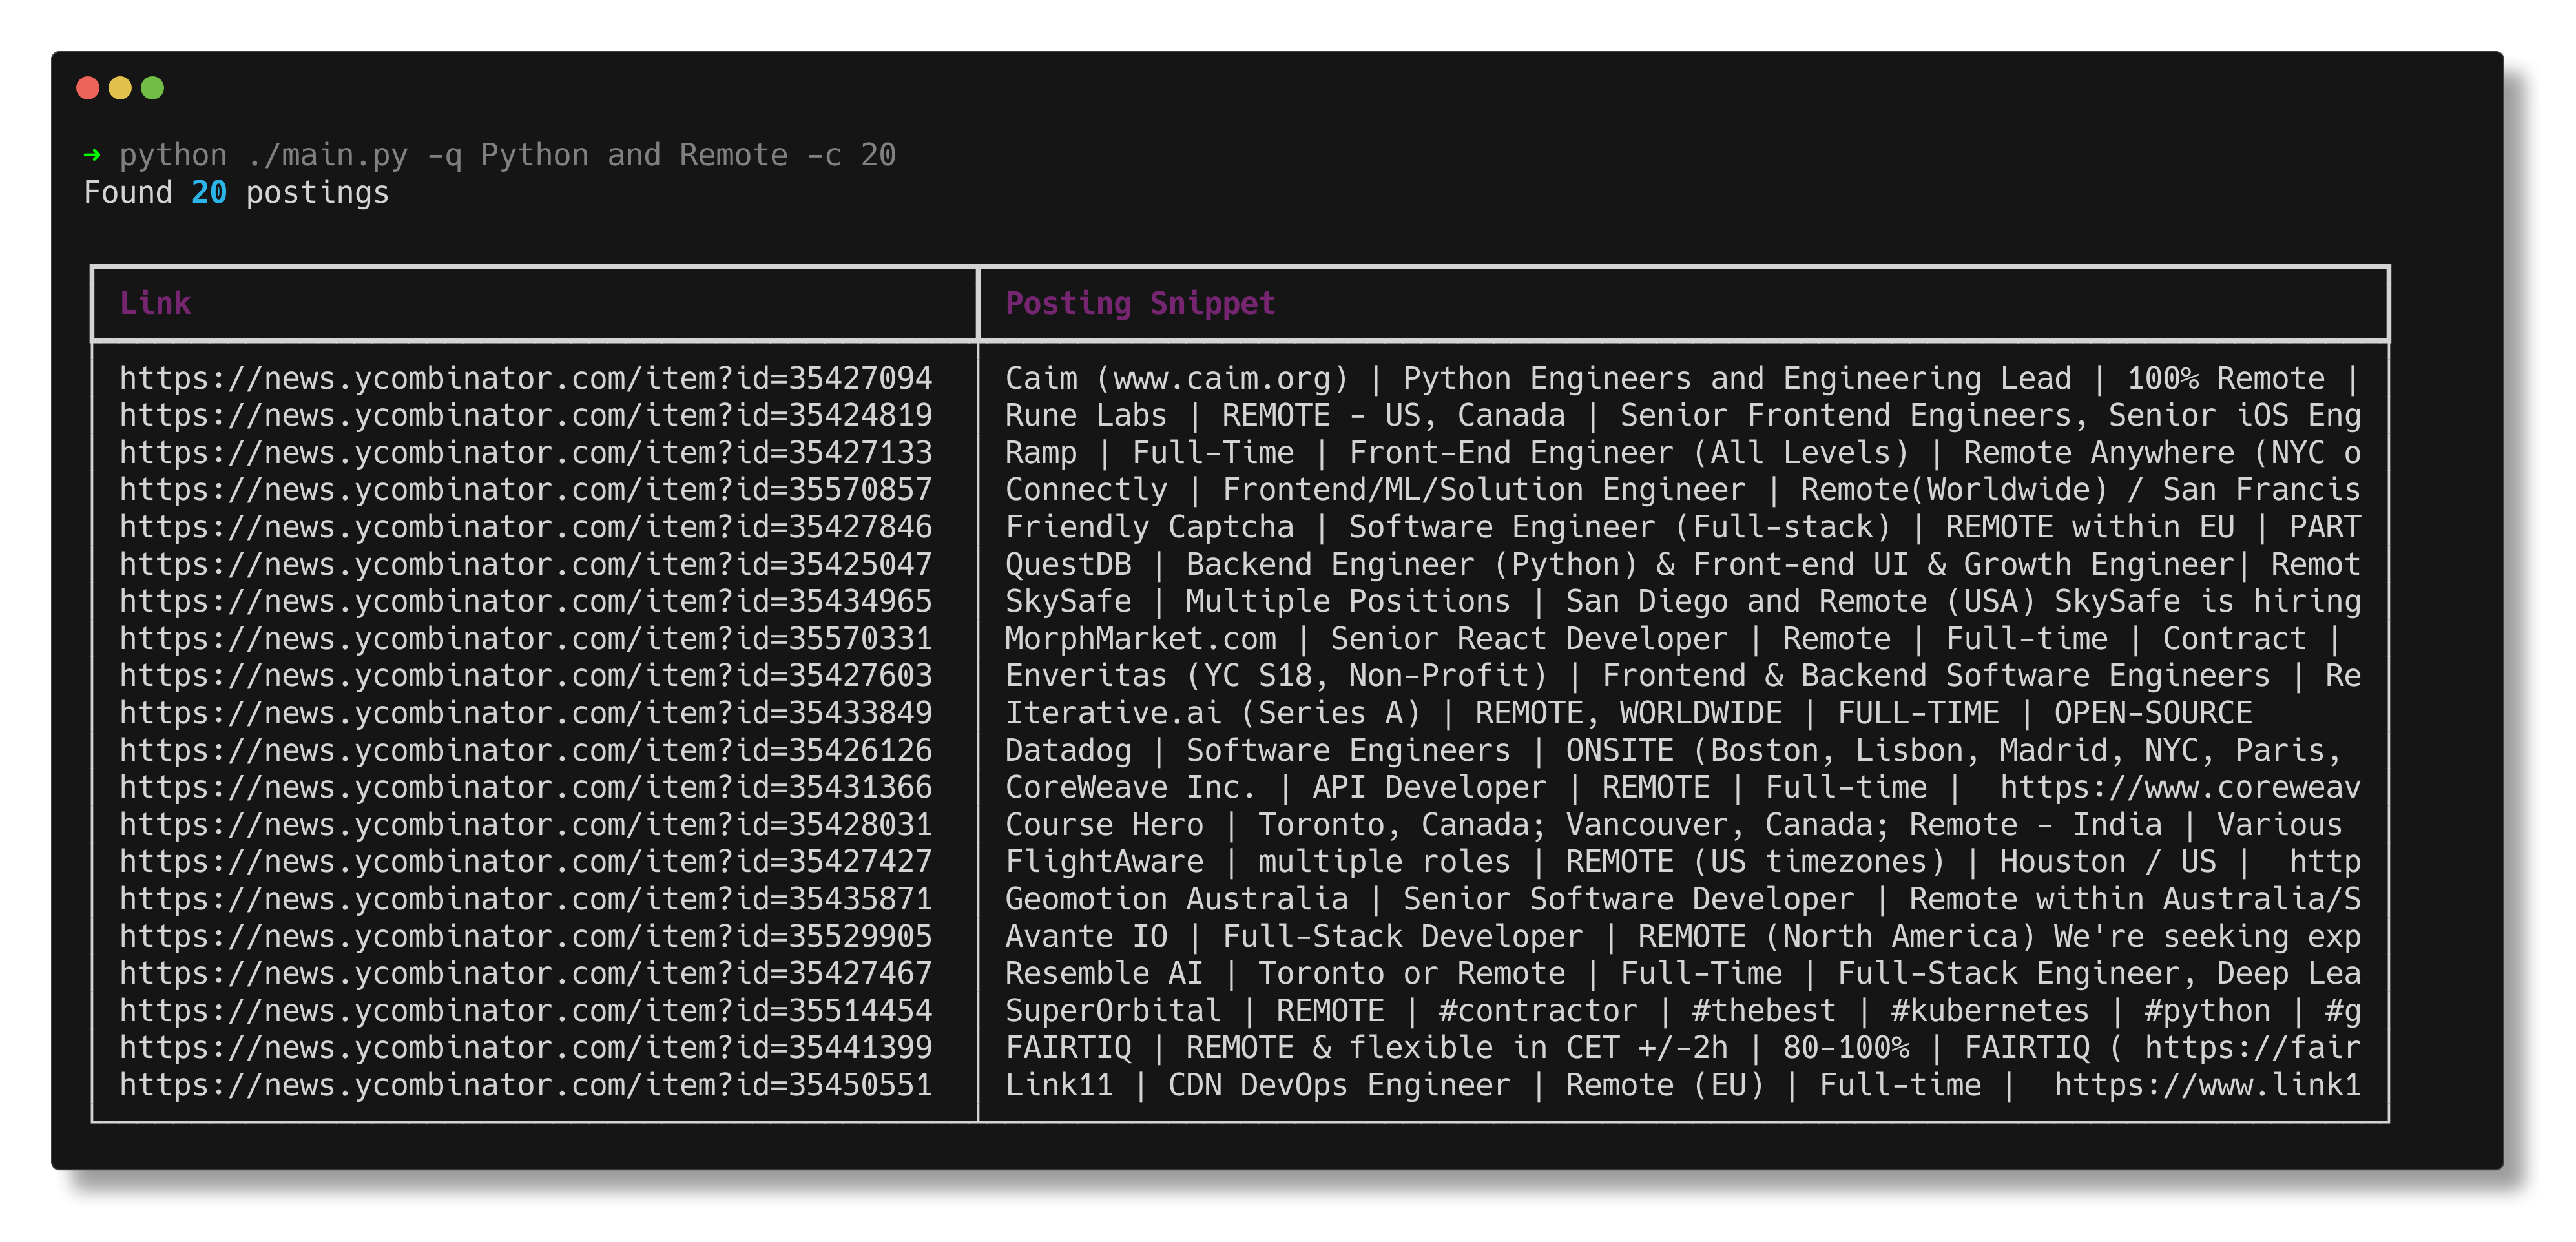 ➜ python ./main.py -q Python and Remote -c 20
Found 20 postings
Link | Posting Snippet
https://news.ycombinator.com/item?id=35427094 Caim (www.caim.org) | Python Engineers and Engineering Lead | 100% Remote |
https://news.ycombinator.com/item?id=35424819 Rune Labs | REMOTE - US, Canada | Senior Frontend Engineers, Senior iOS Eng
https://news.ycombinator.com/item?id=35427133 Ramp | Full-Time | Front-End Engineer (All Levels) | Remote Anywhere (NYC o
https://news.ycombinator.com/item?id=35570857 Connectly | Frontend/ML/Solution Engineer | Remote(Worldwide) / San Francis
https://news.ycombinator.com/item?id=35427846 Friendly Captcha | Software Engineer (Full-stack) | REMOTE within EU | PART
https://news.ycombinator.com/item?id=35425047 QuestDB | Backend Engineer (Python) & Front-end UI & Growth Engineer| Remot
https://news.ycombinator.com/item?id=35434965 SkySafe | Multiple Positions | San Diego and Remote (USA) SkySafe is hiring
https://news.ycombinator.com/item?id=35570331 MorphMarket.com | Senior React Developer | Remote | Full-time | Contract |
https://news.ycombinator.com/item?id=35427603 Enveritas (YC S18, Non-Profit) | Frontend & Backend Software Engineers | Re
https://news.ycombinator.com/item?id=35433849 Iterative.ai (Series A) | REMOTE, WORLDWIDE | FULL-TIME | OPEN-SOURCE
https://news.ycombinator.com/item?id=35426126 Datadog | Software Engineers | ONSITE (Boston, Lisbon, Madrid, NYC, Paris,
https://news.ycombinator.com/item?id=35431366 CoreWeave Inc. | API Developer | REMOTE | Full-time |  https://www.coreweav
https://news.ycombinator.com/item?id=35428031 Course Hero | Toronto, Canada; Vancouver, Canada; Remote - India | Various
https://news.ycombinator.com/item?id=35427427 FlightAware | multiple roles | REMOTE (US timezones) | Houston / US |  http
https://news.ycombinator.com/item?id=35435871 Geomotion Australia | Senior Software Developer | Remote within Australia/S
https://news.ycombinator.com/item?id=35529905 Avante IO | Full-Stack Developer | REMOTE (North America) We're seeking exp
https://news.ycombinator.com/item?id=35427467 Resemble AI | Toronto or Remote | Full-Time | Full-Stack Engineer, Deep Lea
https://news.ycombinator.com/item?id=35514454 SuperOrbital | REMOTE | #contractor | #thebest | #kubernetes | #python | #g
https://news.ycombinator.com/item?id=35441399 FAIRTIQ | REMOTE & flexible in CET +/-2h | 80-100% | FAIRTIQ ( https://fair
https://news.ycombinator.com/item?id=35450551 Link11 | CDN DevOps Engineer | Remote (EU) | Full-time |  https://www.link1